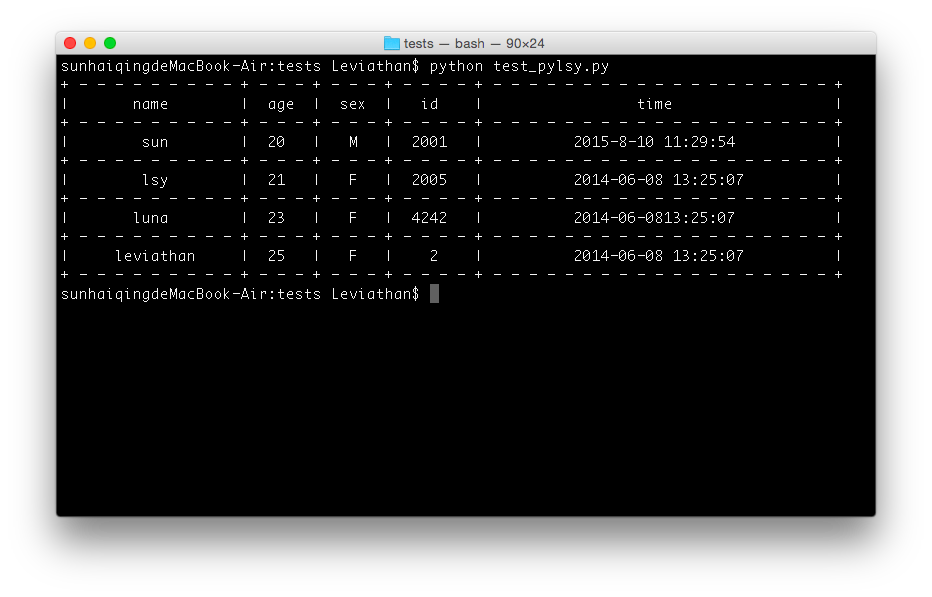 tests — bash — 90×24
sunhaiqingdeMacBook-Air:tests Leviathan$ python test_pylsy.py
+ - - - - - - - - - + - - - + - - - + - - - - + - - - - - - - - - - - - - - - - - - - +
| name | age | sex | id | time |
+ - - - - - - - - - + - - - + - - - + - - - - + - - - - - - - - - - - - - - - - - - - +
| sun | 20 | M | 2001 | 2015-8-10 11:29:54 |
+ - - - - - - - - - + - - - + - - - + - - - - + - - - - - - - - - - - - - - - - - - - +
| lsy | 21 | F | 2005 | 2014-06-08 13:25:07 |
+ - - - - - - - - - + - - - + - - - + - - - - + - - - - - - - - - - - - - - - - - - - +
| luna | 23 | F | 4242 | 2014-06-0813:25:07 |
+ - - - - - - - - - + - - - + - - - + - - - - + - - - - - - - - - - - - - - - - - - - +
| leviathan | 25 | F | 2 | 2014-06-08 13:25:07 |
+ - - - - - - - - - + - - - + - - - + - - - - + - - - - - - - - - - - - - - - - - - - +
sunhaiqingdeMacBook-Air:tests Leviathan$